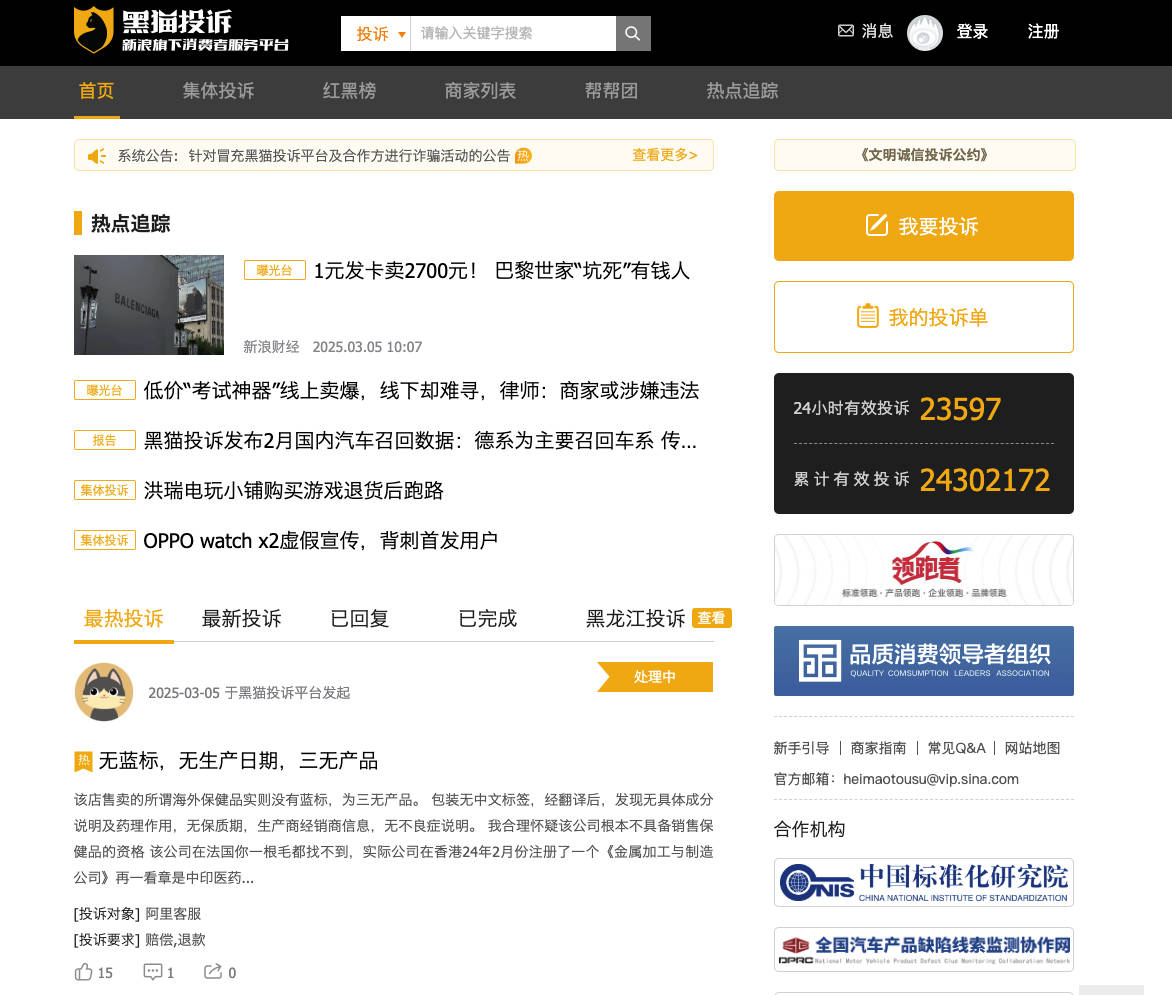 黑猫投诉
新浪旗下消费者服务平台
投诉
请输入关键字搜索
消息
登录
注册
首页
集体投诉
红黑榜
商家列表
帮帮团
热点追踪
系统公告：针对冒充黑猫投诉平台及合作方进行诈骗活动的公告 热
查看更多>
热点追踪
BALENCIAGA
曝光台 1元发卡卖2700元！ 巴黎世家“坑死”有钱人
新浪财经 2025.03.05 10:07
曝光台 低价“考试神器”线上卖爆，线下却难寻，律师：商家或涉嫌违法
报告 黑猫投诉发布2月国内汽车召回数据：德系为主要召回车系 传...
集体投诉 洪瑞电玩小铺购买游戏退货后跑路
集体投诉 OPPO watch x2虚假宣传，背刺首发用户
最热投诉
最新投诉
已回复
已完成
黑龙江投诉 查看
2025-03-05 于黑猫投诉平台发起
处理中
热 无蓝标，无生产日期，三无产品
该店售卖的所谓海外保健品实则没有蓝标，为三无产品。 包装无中文标签，经翻译后，发现无具体成分
说明及药理作用，无保质期，生产商经销商信息，无不良症说明。 我合理怀疑该公司根本不具备销售保
健品的资格 该公司在法国你一根毛都找不到，实际公司在香港24年2月份注册了一个《金属加工与制造
公司》再一看章是中印医药...
[投诉对象] 阿里客服
[投诉要求] 赔偿,退款
15
1
0
《文明诚信投诉公约》
我要投诉
我的投诉单
24小时有效投诉 23597
累计有效投诉 24302172
领跑者
标准领跑·产品领跑·企业领跑·品牌领跑
品质消费领导者组织
QUALITY COMSUMPTION LEADERS ASSOCIATION
新手引导 | 商家指南 | 常见Q&A | 网站地图
官方邮箱：heimaotousu@vip.sina.com
合作机构
CNIS 中国标准化研究院
CHINA NATIONAL INSTITUTE OF STANDARDIZATION
DPRC 全国汽车产品缺陷线索监测协作网
National Motor Vehicle Product Defect Clue Monitoring Collaboration Network